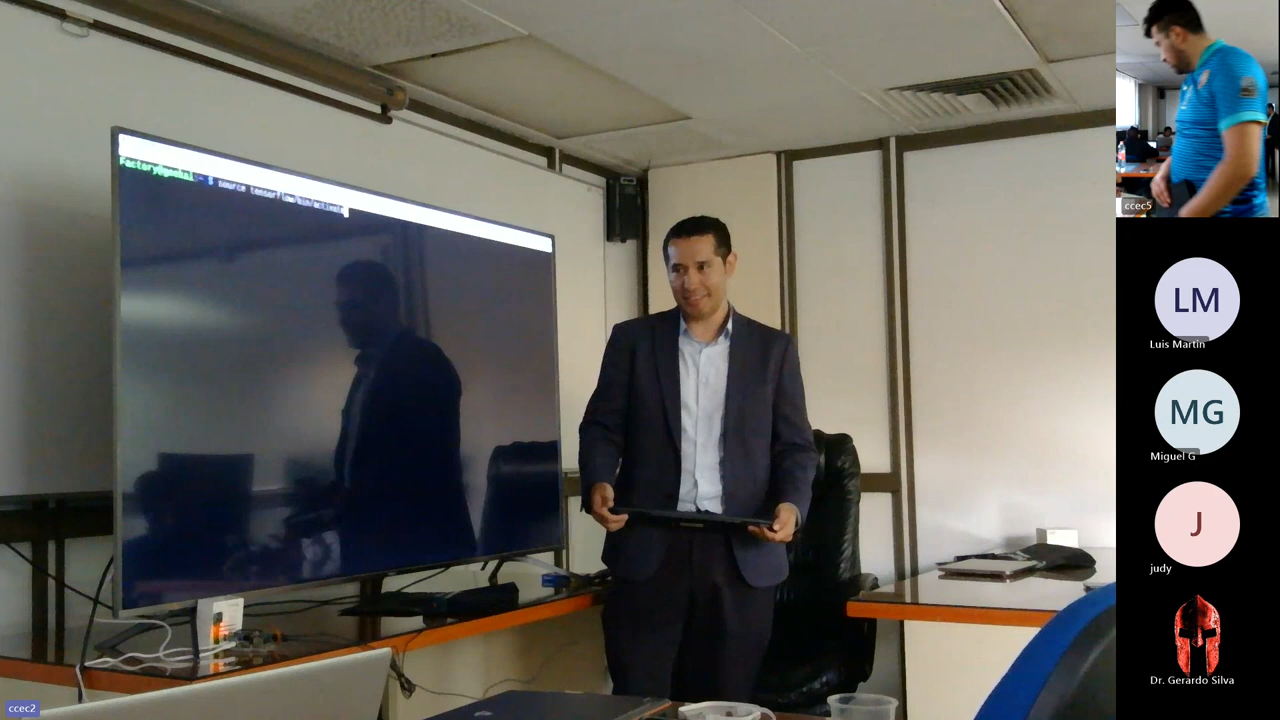 source tensorflow/bin/activate
ccec5
LM
Luis Martin
MG
Miguel G
J
judy
Dr. Gerardo Silva
ccec2